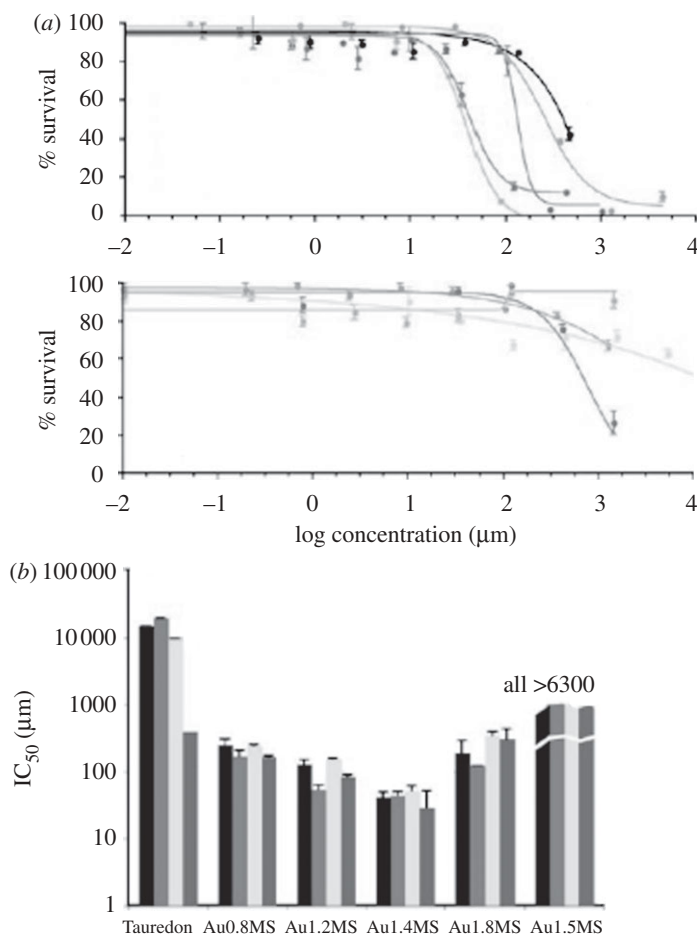 (a) 100
80
60
40
20
0
% survival
−2 −1 0 1 2 3 4
100
80
60
40
20
0
% survival
−2 −1 0 1 2 3 4
log concentration (μm)
(b) 100 000
10 000
1000
100
10
1
IC50 (μm)
all >6300
Tauredon Au0.8MS Au1.2MS Au1.4MS Au1.8MS Au1.5MS